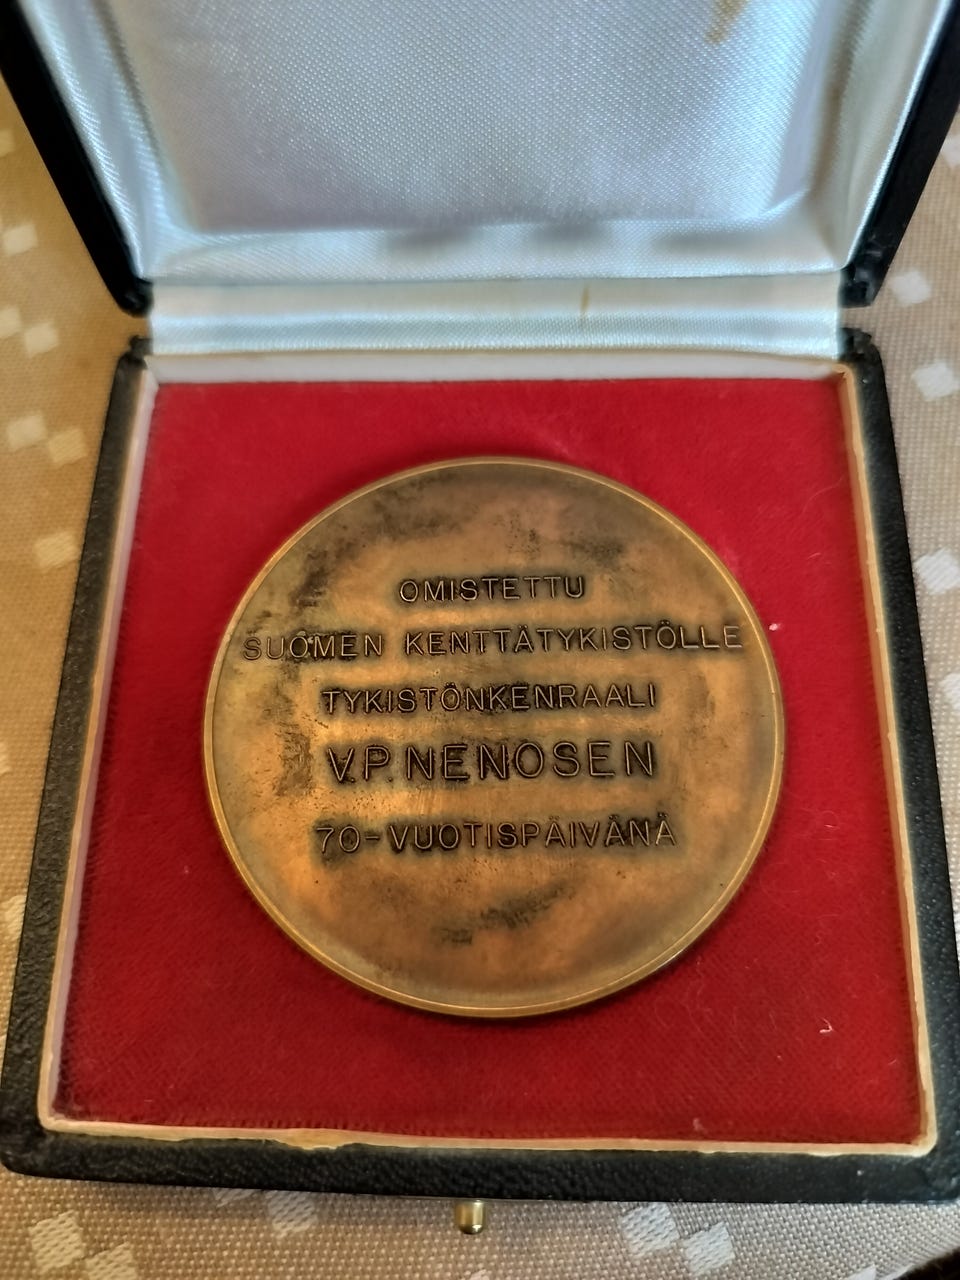 OMISTETTU
SUOMEN KENTTÄTYKISTÖLLE
TYKISTÖNKENRAALI
V.P. NENOSEN
70-VUOTISPÄIVÄNÄ